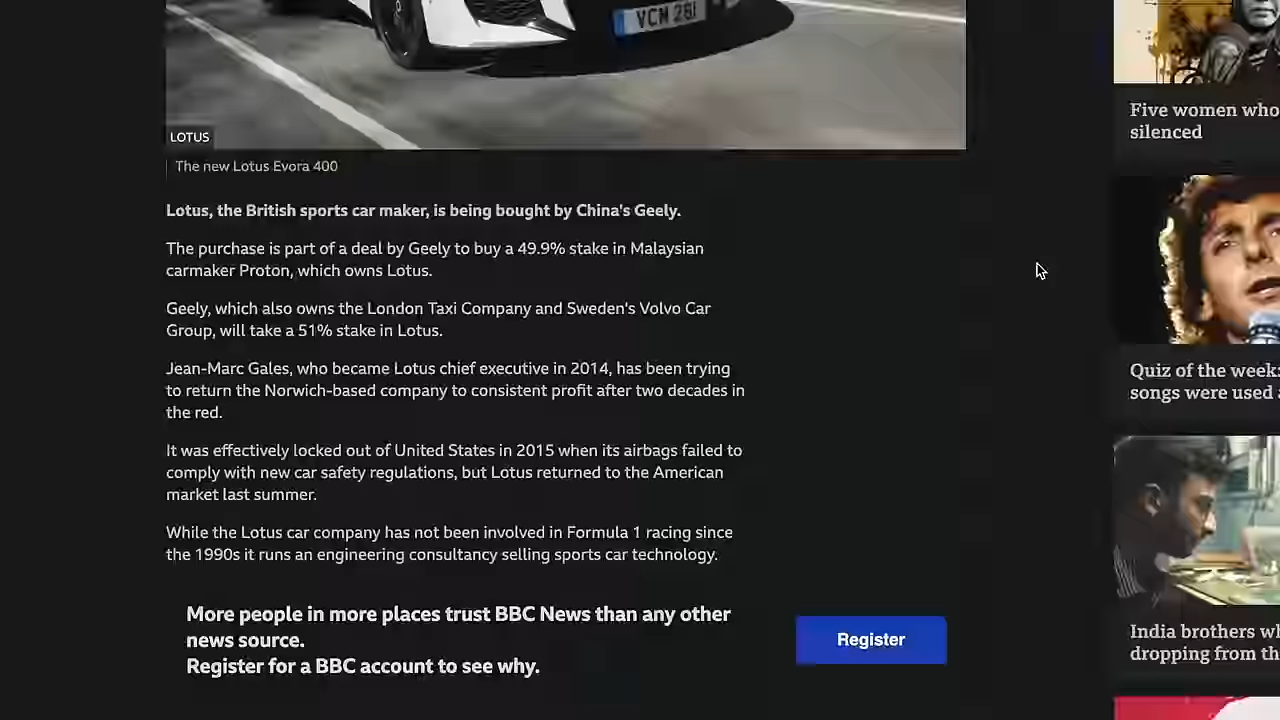 VCM 28I
LOTUS
The new Lotus Evora 400
Lotus, the British sports car maker, is being bought by China's Geely.
The purchase is part of a deal by Geely to buy a 49.9% stake in Malaysian
carmaker Proton, which owns Lotus.
Geely, which also owns the London Taxi Company and Sweden's Volvo Car
Group, will take a 51% stake in Lotus.
Jean-Marc Gales, who became Lotus chief executive in 2014, has been trying
to return the Norwich-based company to consistent profit after two decades in
the red.
It was effectively locked out of United States in 2015 when its airbags failed to
comply with new car safety regulations, but Lotus returned to the American
market last summer.
While the Lotus car company has not been involved in Formula 1 racing since
the 1990s it runs an engineering consultancy selling sports car technology.
More people in more places trust BBC News than any other
news source.
Register for a BBC account to see why.
Register
Five women who
silenced
Quiz of the week:
songs were used
India brothers
dropping from